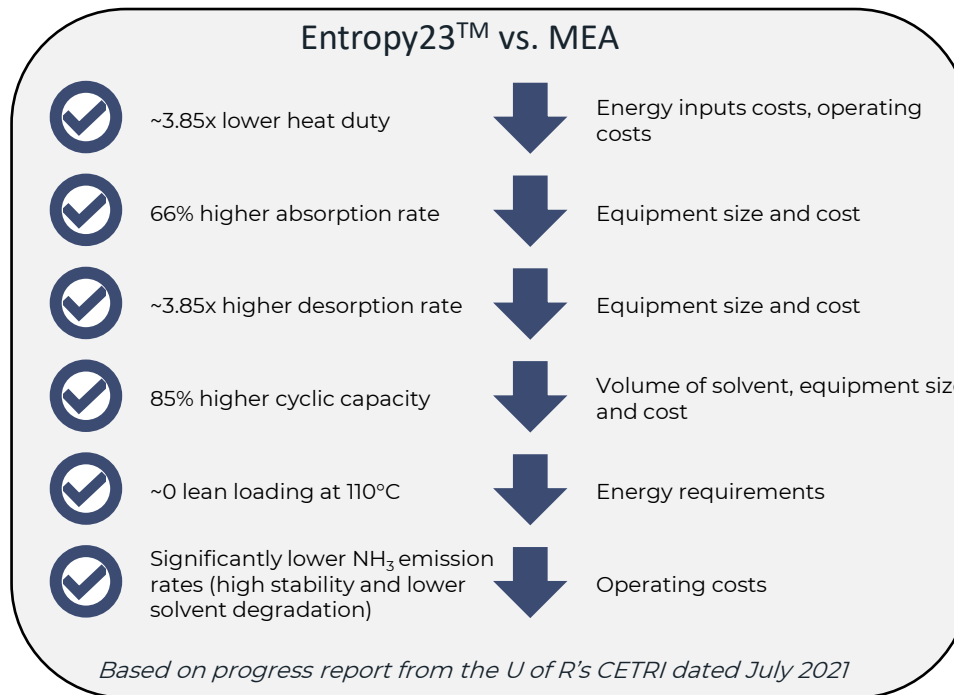 Entropy23™ vs. MEA
~3.85x lower heat duty
Energy inputs costs, operating
costs
66% higher absorption rate
Equipment size and cost
~3.85x higher desorption rate
Equipment size and cost
85% higher cyclic capacity
Volume of solvent, equipment size
and cost
~0 lean loading at 110°C
Energy requirements
Significantly lower NH₃ emission
rates (high stability and lower
solvent degradation)
Operating costs
Based on progress report from the U of R's CETRI dated July 2021